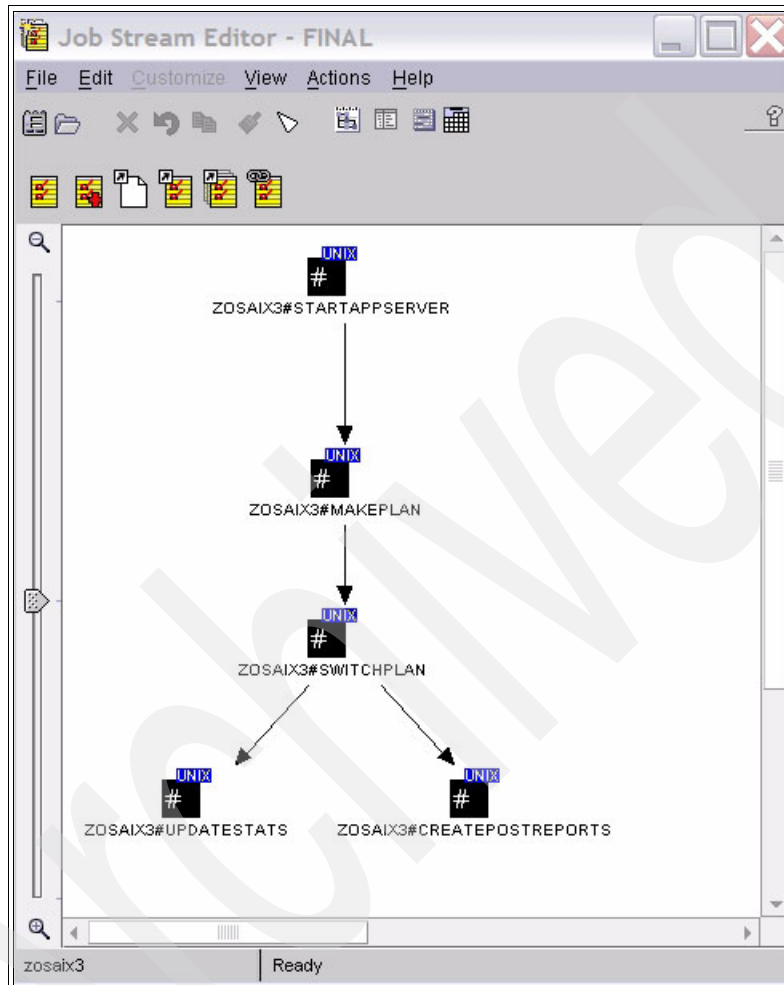 Job Stream Editor - FINAL
File Edit Customize View Actions Help
UNIX
#
ZOSAIX3#STARTAPPSERVER
UNIX
#
ZOSAIX3#MAKEPLAN
UNIX
#
ZOSAIX3#SWITCHPLAN
UNIX UNIX
# #
ZOSAIX3#UPDATESTATS ZOSAIX3#CREATEPOSTREPORTS
zosaix3 Ready